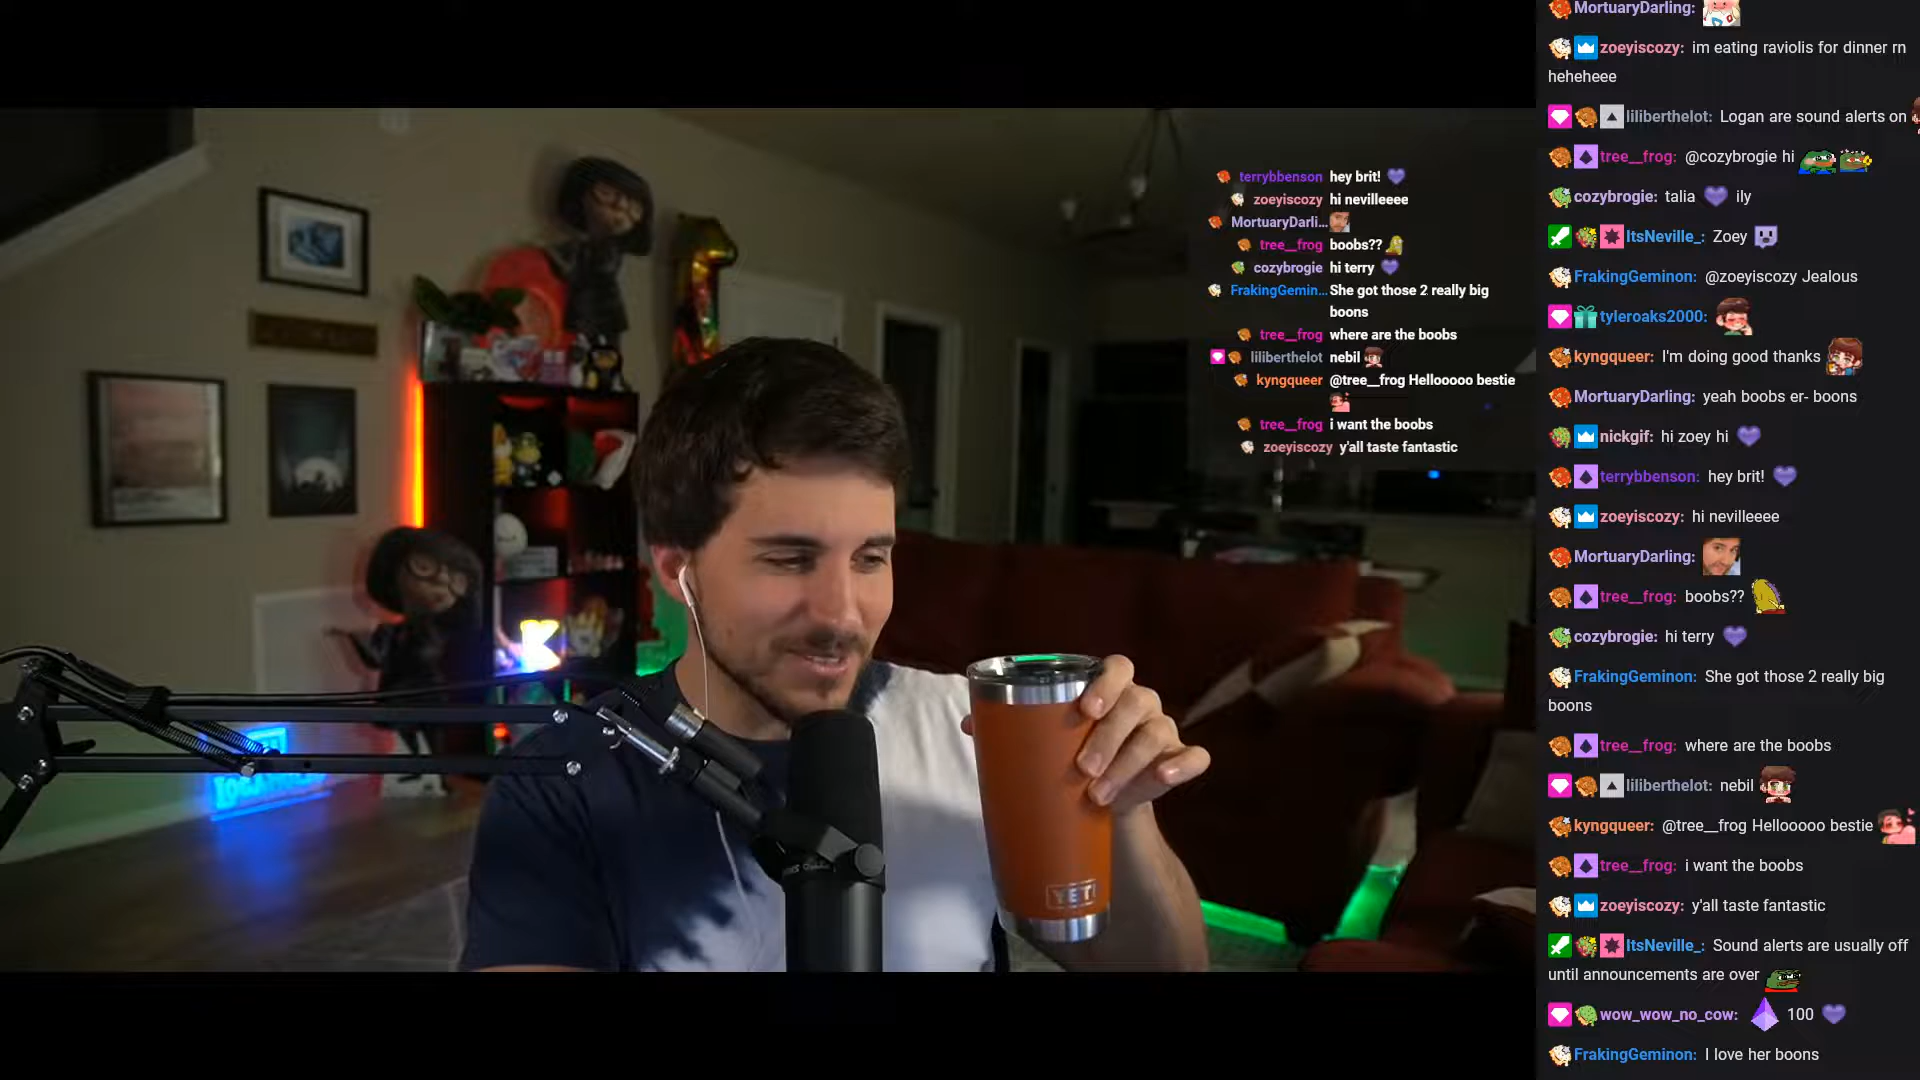 terrybbenson hey brit!
zoeyiscozy hi nevilleeee
MortuaryDarli...
tree__frog boobs??
cozybrogie hi terry
FrakingGemin... She got those 2 really big
boons
tree__frog where are the boobs
liliberthelot nebil
kyngqueer @tree__frog Hellooooo bestie
tree__frog i want the boobs
zoeyiscozy y'all taste fantastic
YETI
MortuaryDarling:
zoeyiscozy: im eating raviolis for dinner rn
heheheee
liliberthelot: Logan are sound alerts on
tree__frog: @cozybrogie hi
cozybrogie: talia ily
ItsNeville_: Zoey
FrakingGeminon: @zoeyiscozy Jealous
tyleroaks2000:
kyngqueer: I'm doing good thanks
MortuaryDarling: yeah boobs er- boons
nickgif: hi zoey hi
terrybbenson: hey brit!
zoeyiscozy: hi nevilleeee
MortuaryDarling:
tree__frog: boobs??
cozybrogie: hi terry
FrakingGeminon: She got those 2 really big
boons
tree__frog: where are the boobs
liliberthelot: nebil
kyngqueer: @tree__frog Hellooooo bestie
tree__frog: i want the boobs
zoeyiscozy: y'all taste fantastic
ItsNeville_: Sound alerts are usually off
until announcements are over
wow_wow_no_cow: 100
FrakingGeminon: I love her boons